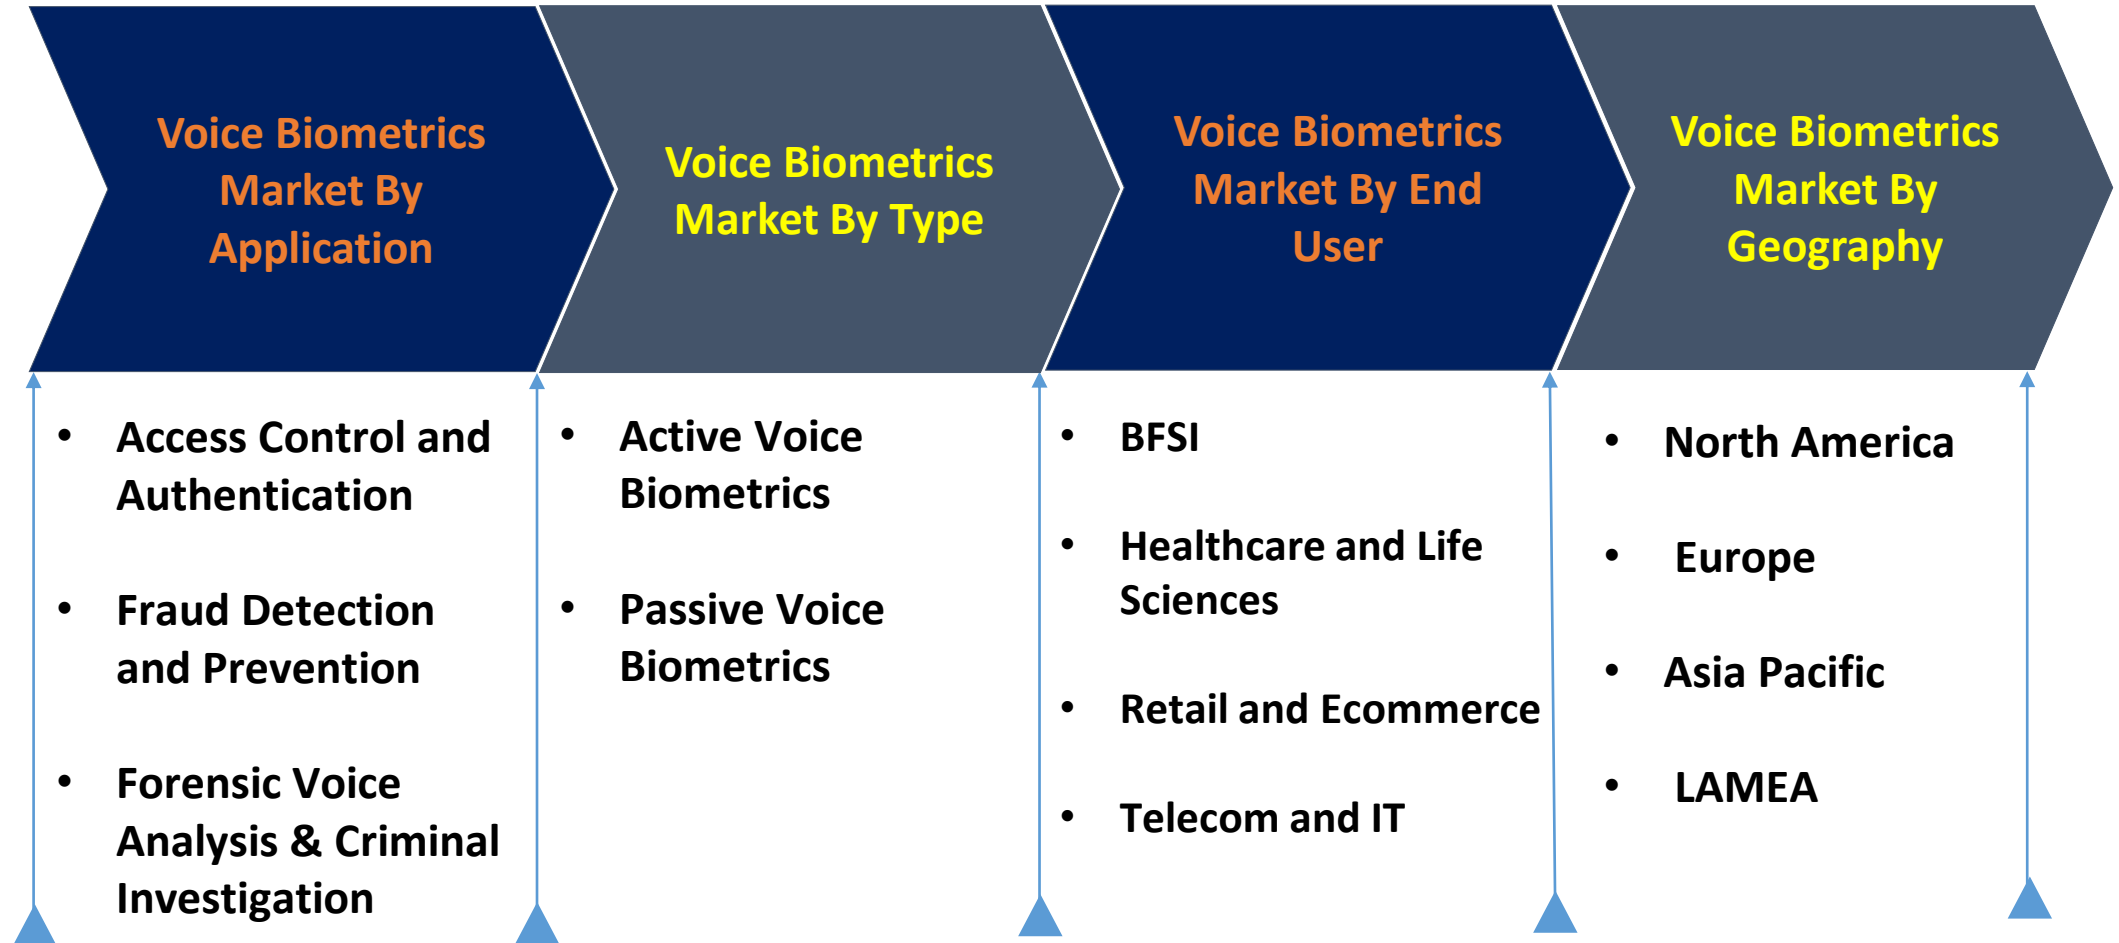 Voice Biometrics
Market By
Application
Voice Biometrics
Market By Type
Voice Biometrics
Market By End
User
Voice Biometrics
Market By
Geography
• Access Control and
Authentication
• Fraud Detection
and Prevention
• Forensic Voice
Analysis & Criminal
Investigation
• Active Voice
Biometrics
• Passive Voice
Biometrics
• BFSI
• Healthcare and Life
Sciences
• Retail and Ecommerce
• Telecom and IT
• North America
• Europe
• Asia Pacific
• LAMEA